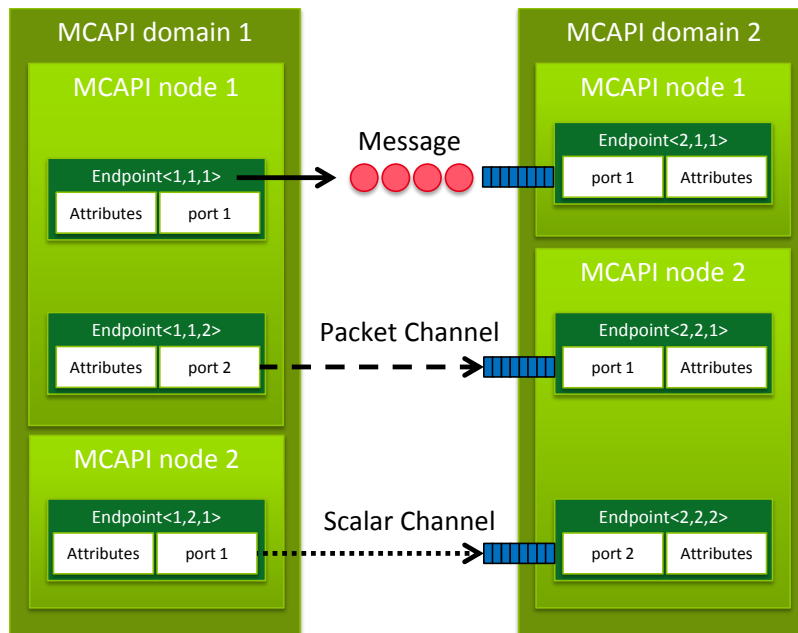 MCAPI domain 1
MCAPI node 1
Endpoint<1,1,1>
Attributes
port 1
Endpoint<1,1,2>
Attributes
port 2
MCAPI node 2
Endpoint<1,2,1>
Attributes
port 1
Message
Packet Channel
Scalar Channel
MCAPI domain 2
MCAPI node 1
Endpoint<2,1,1>
port 1
Attributes
MCAPI node 2
Endpoint<2,2,1>
port 1
Attributes
Endpoint<2,2,2>
port 2
Attributes